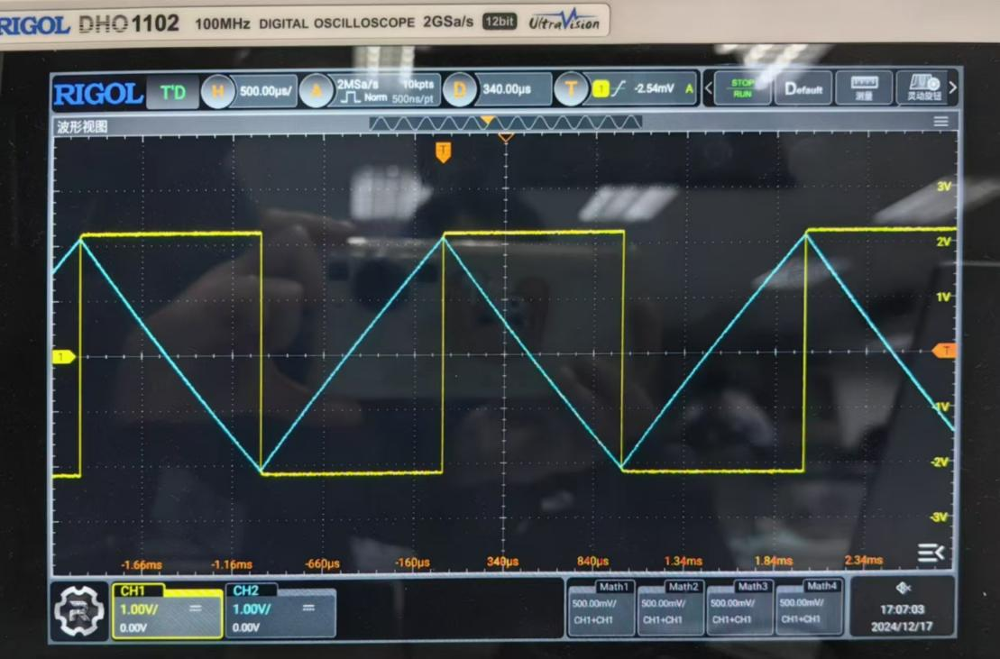 RIGOL DHO1102 100MHz DIGITAL OSCILLOSCOPE 2GSa/s 12bit UltraVision
RIGOL T'D H 500.00µs/ A 2MSa/s 10kpts Norm 500ns/pt D 340.00µs T 1 -2.54mV A STOP RUN Default 测量 灵动旋钮
波形视图
T
3V
2V
1V
1 T
-1V
-2V
-3V
-1.66ms -1.16ms -660µs -160µs 340µs 840µs 1.34ms 1.84ms 2.34ms
CH1 CH2 Math1 Math2 Math3 Math4
1.00V/ 1.00V/ 500.00mV/ 500.00mV/ 500.00mV/ 500.00mV/
0.00V 0.00V CH1+CH1 CH1+CH1 CH1+CH1 CH1+CH1
17:07:03
2024/12/17